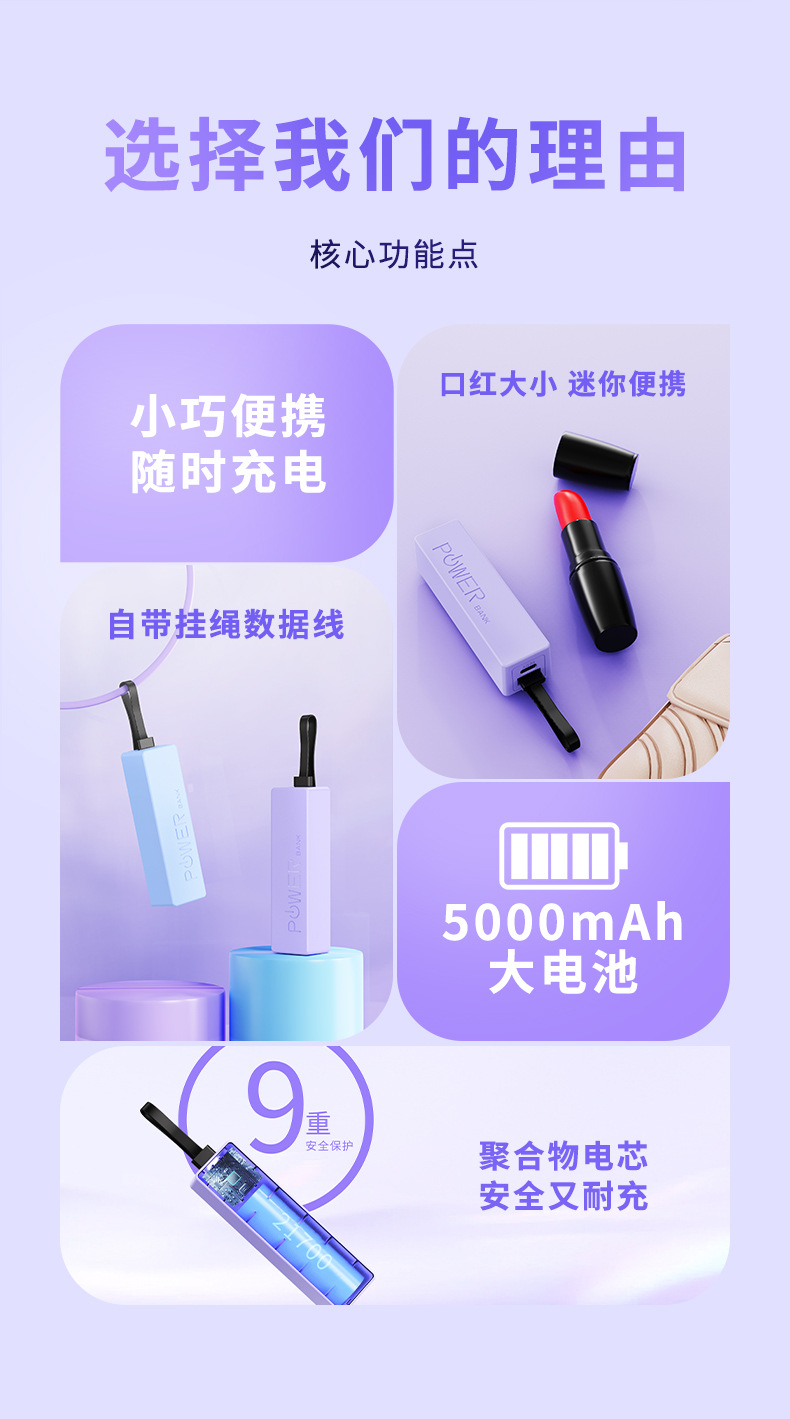 选择我们的理由
核心功能点
小巧便携
随时充电
口红大小 迷你便携
POWER
BANK
自带挂绳数据线
POWER
BANK
POWER
BANK
5000mAh
大电池
9重
安全保护
21700
聚合物电芯
安全又耐充